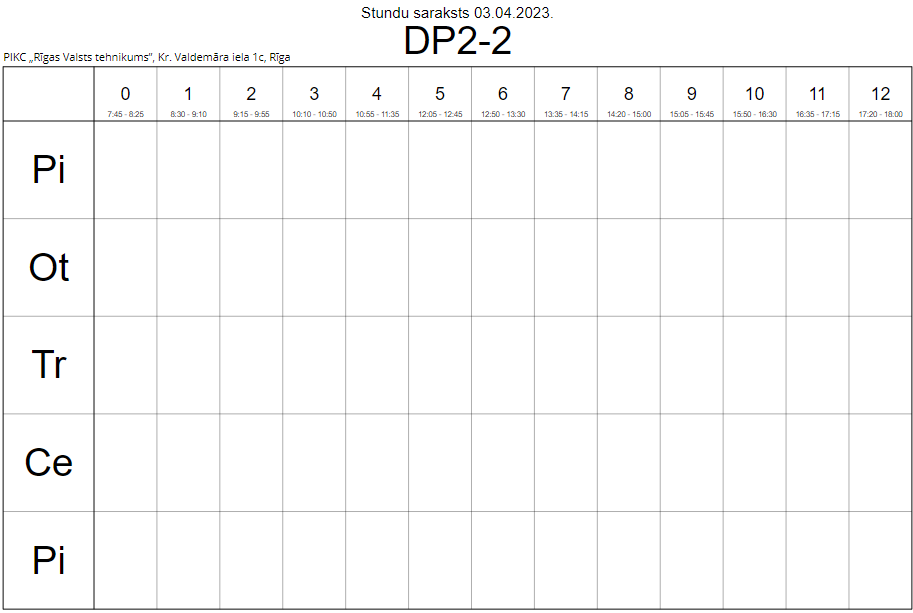 Stundu saraksts 03.04.2023.
DP2-2
PIKC „Rīgas Valsts tehnikums”, Kr. Valdemāra iela 1c, Rīga
0 1 2 3 4 5 6 7 8 9 10 11 12
7:45 - 8:25 8:30 - 9:10 9:15 - 9:55 10:10 - 10:50 10:55 - 11:35 12:05 - 12:45 12:50 - 13:30 13:35 - 14:15 14:20 - 15:00 15:05 - 15:45 15:50 - 16:30 16:35 - 17:15 17:20 - 18:00
Pi
Ot
Tr
Ce
Pi